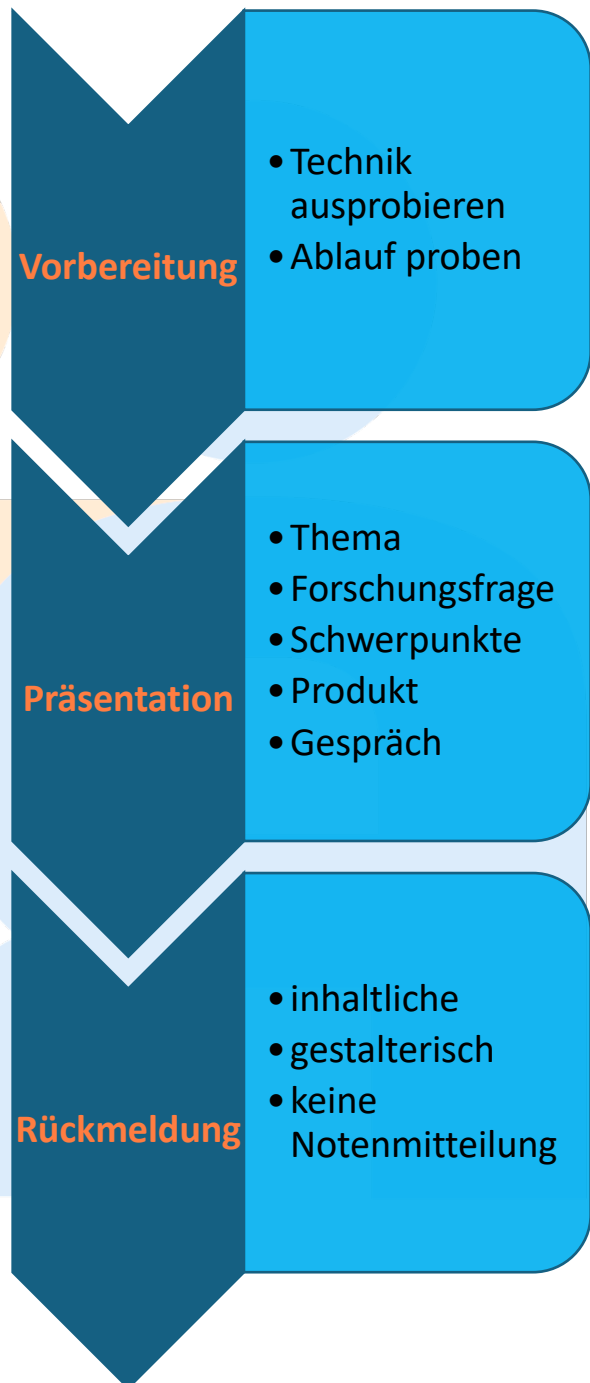 Vorbereitung
• Technik
ausprobieren
• Ablauf proben
Präsentation
• Thema
• Forschungsfrage
• Schwerpunkte
• Produkt
• Gespräch
Rückmeldung
• inhaltliche
• gestalterisch
• keine
Notenmitteilung